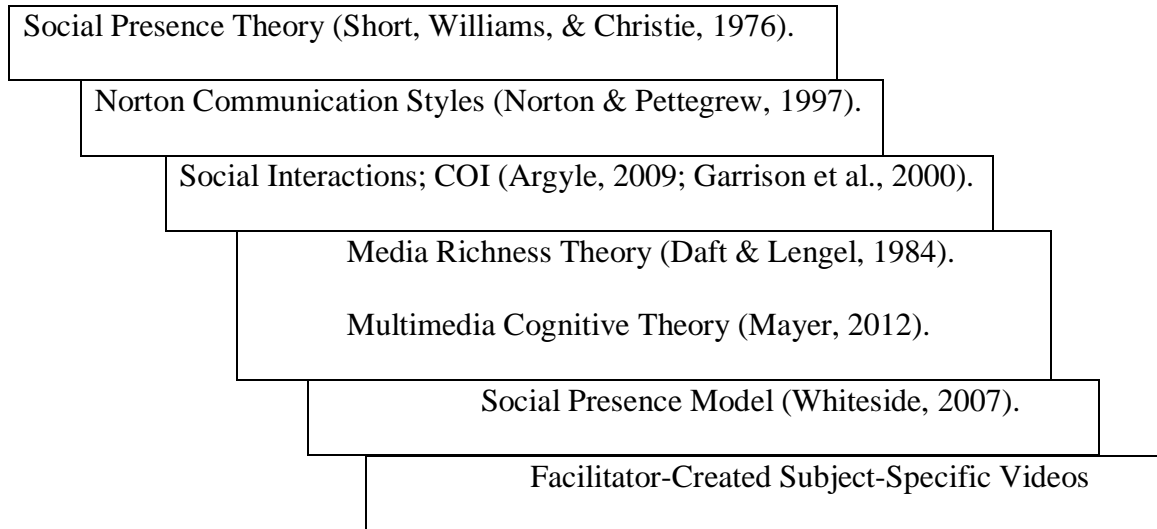 Social Presence Theory (Short, Williams, & Christie, 1976).
Norton Communication Styles (Norton & Pettegrew, 1997).
Social Interactions; COI (Argyle, 2009; Garrison et al., 2000).
Media Richness Theory (Daft & Lengel, 1984).
Multimedia Cognitive Theory (Mayer, 2012).
Social Presence Model (Whiteside, 2007).
Facilitator-Created Subject-Specific Videos